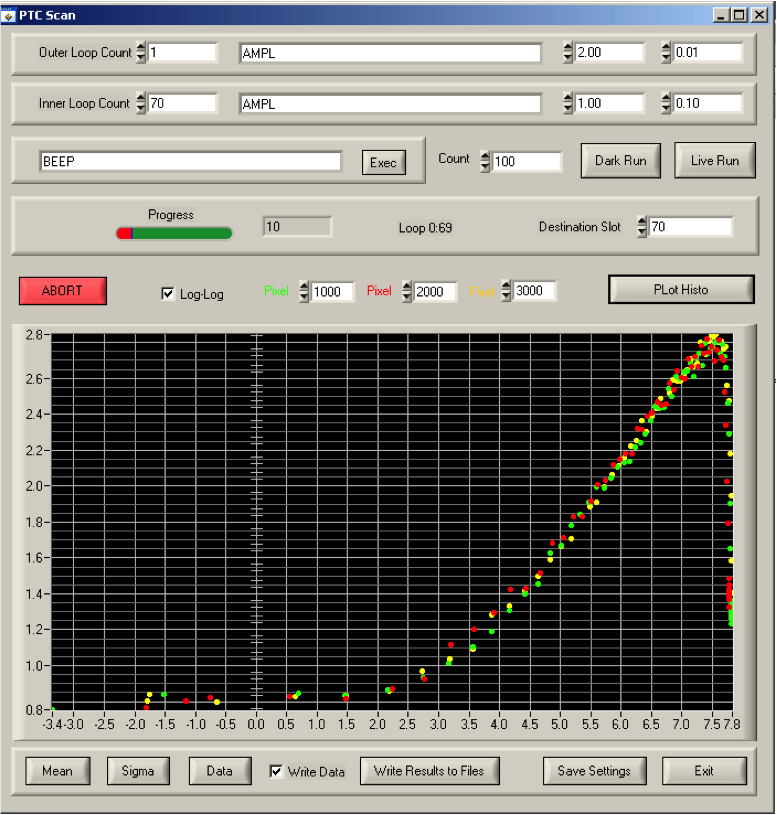 PTC Scan
Outer Loop Count 1 AMPL 2.00 0.01
Inner Loop Count 70 AMPL 1.00 0.10
BEEP Exec Count 100 Dark Run Live Run
Progress
10 Loop 0:69 Destination Slot 70
ABORT Log-Log Pixel 1000 Pixel 2000 Pixel 3000 PLot Histo
2.8
2.6
2.4
2.2
2.0
1.8
1.6
1.4
1.2
1.0
0.8
-3.4 -3.0 -2.5 -2.0 -1.5 -1.0 -0.5 0.0 0.5 1.0 1.5 2.0 2.5 3.0 3.5 4.0 4.5 5.0 5.5 6.0 6.5 7.0 7.5 7.8
Mean Sigma Data Write Data Write Results to Files Save Settings Exit